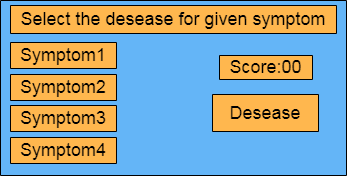 Select the desease for given symptom
Symptom1
Symptom2
Symptom3
Symptom4
Score:00
Desease